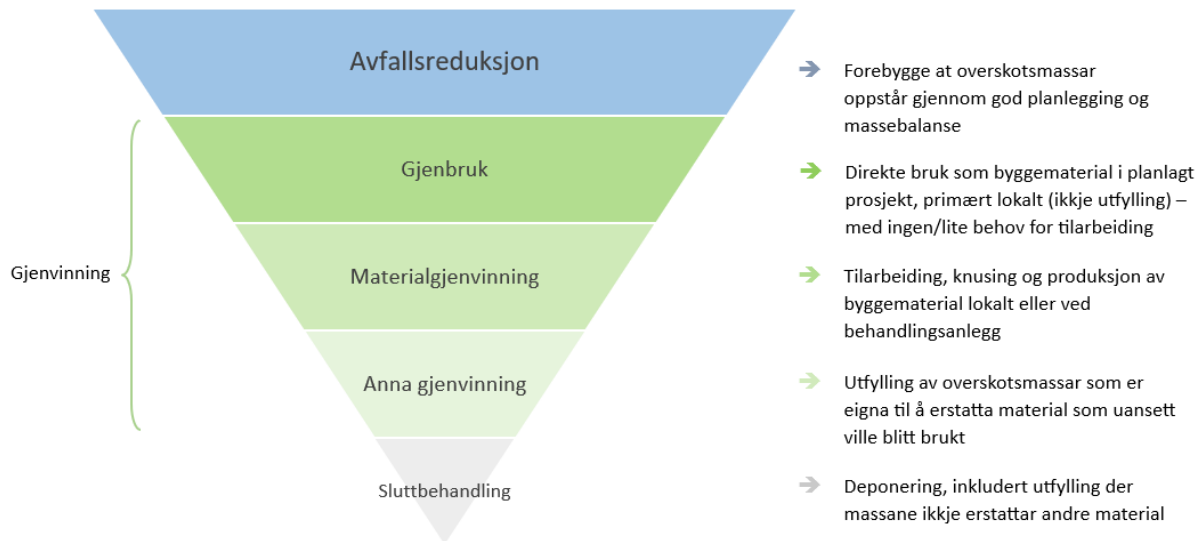 Avfallsreduksjon
Forebygge at overskotsmassar
oppstår gjennom god planlegging og
massebalanse
Gjenbruk
Direkte bruk som byggematerial i planlagt
prosjekt, primært lokalt (ikkje utfylling) –
med ingen/lite behov for tilarbeiding
Gjenvinning
Materialgjenvinning
Tilarbeiding, knusing og produksjon av
byggematerial lokalt eller ved
behandlingsanlegg
Anna gjenvinning
Utfylling av overskotsmassar som er
eigna til å erstatta material som uansett
ville blitt brukt
Sluttbehandling
Deponering, inkludert utfylling der
massane ikkje erstattar andre material